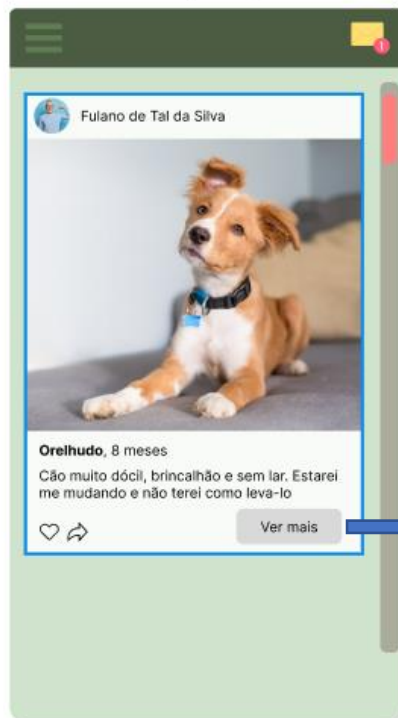 1
Fulano de Tal da Silva
Orelhudo, 8 meses
Cão muito dócil, brincalhão e sem lar. Estarei
me mudando e não terei como leva-lo
Ver mais